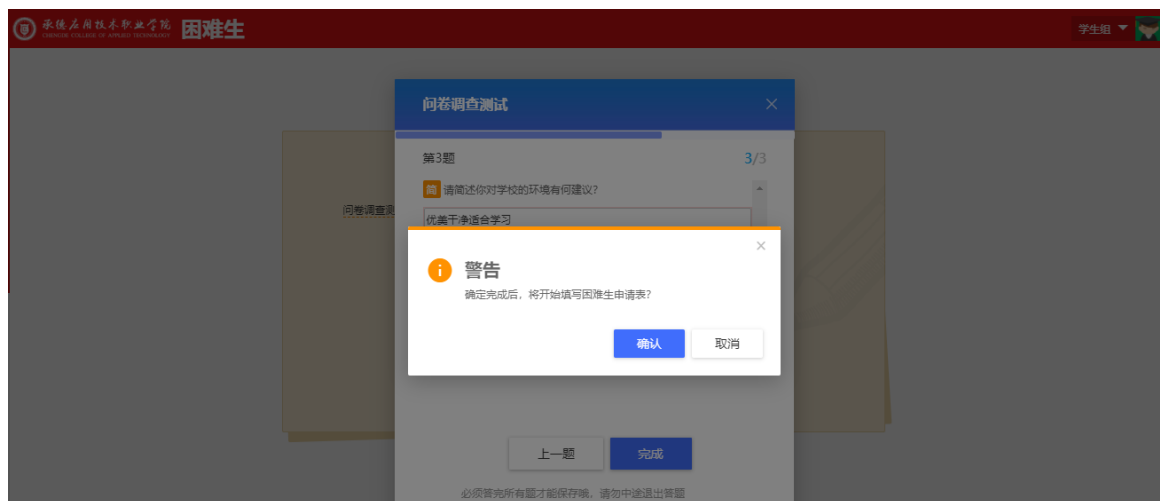 承德应用技术职业学院 困难生
CHENGDE COLLEGE OF APPLIED TECHNOLOGY
学生组
问卷调查测试
第3题 3/3
简 请简述你对学校的环境有何建议?
问卷调查测
优美干净适合学习
警告
确定完成后，将开始填写困难生申请表?
确认 取消
上一题 完成
必须答完所有题才能保存哦，请勿中途退出答题